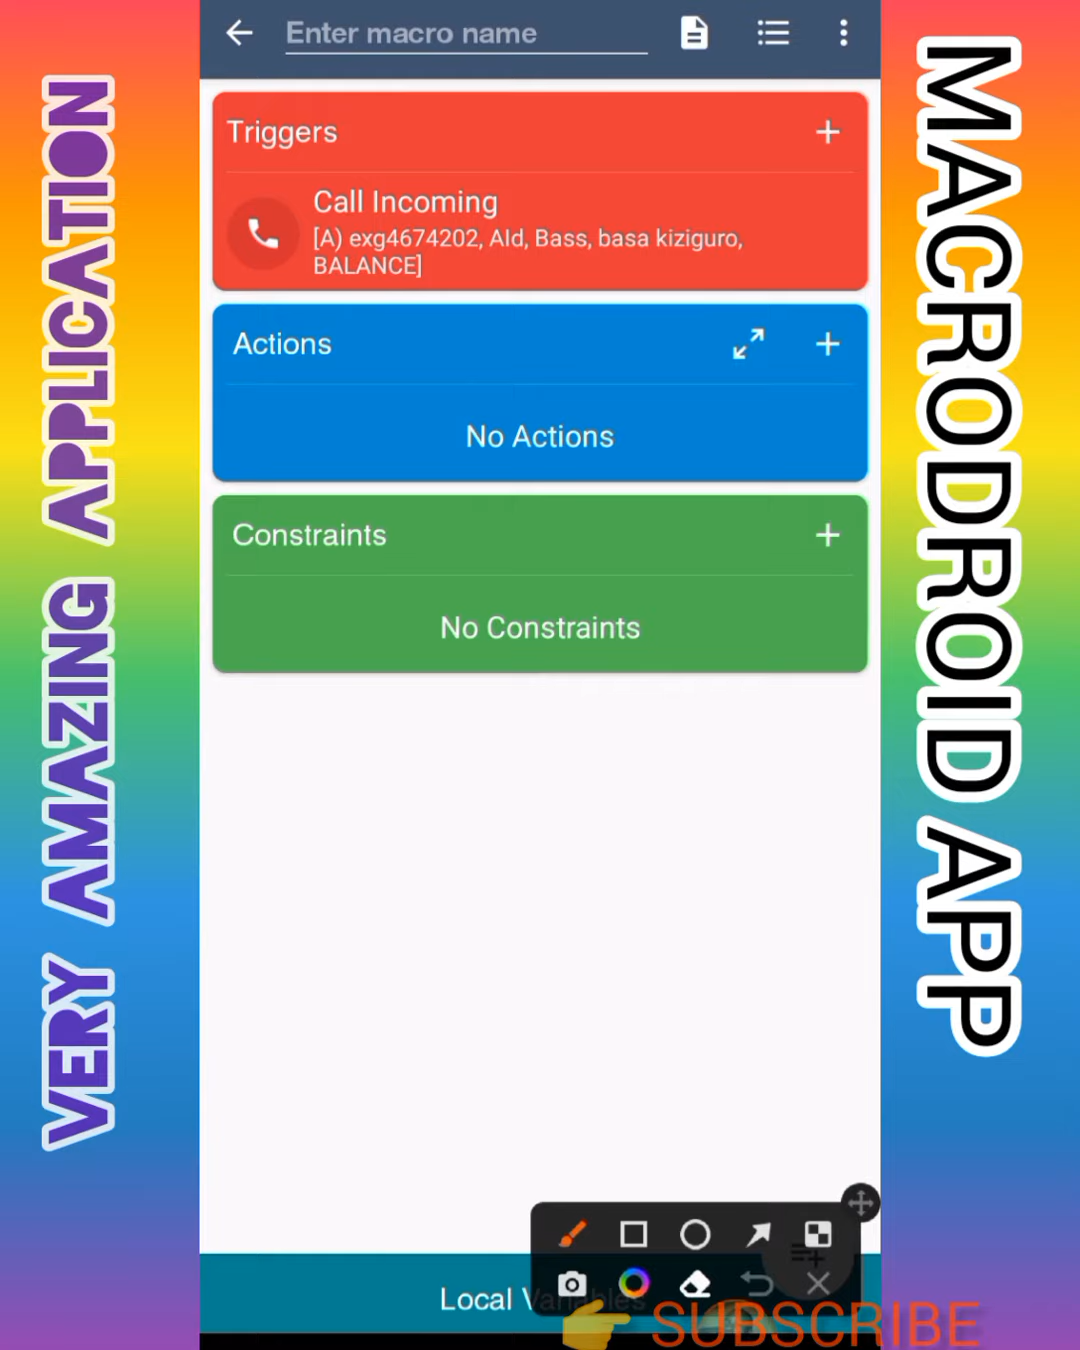 VERY AMAZING APPLICATION
Enter macro name
Triggers
Call Incoming
[A) exg4674202, Ald, Bass, basa kiziguro,
BALANCE]
Actions
No Actions
Constraints
No Constraints
Local Variables
SUBSCRIBE
MACRODROID APP